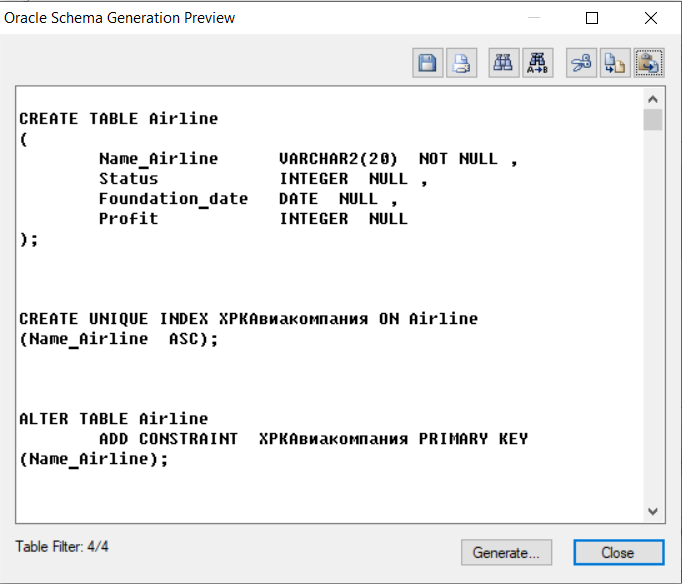 Oracle Schema Generation Preview
A→B
CREATE TABLE Airline
(
Name_Airline VARCHAR2(20) NOT NULL ,
Status INTEGER NULL ,
Foundation_date DATE NULL ,
Profit INTEGER NULL
);
CREATE UNIQUE INDEX XPKАвиакомпания ON Airline
(Name_Airline ASC);
ALTER TABLE Airline
ADD CONSTRAINT XPKАвиакомпания PRIMARY KEY
(Name_Airline);
Table Filter: 4/4
Generate...
Close